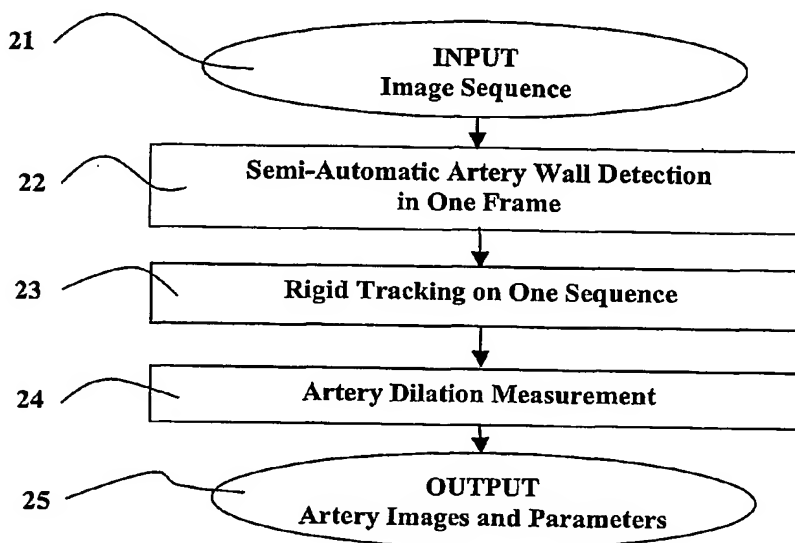 21
INPUT
Image Sequence
22
Semi-Automatic Artery Wall Detection
in One Frame
23
Rigid Tracking on One Sequence
24
Artery Dilation Measurement
25
OUTPUT
Artery Images and Parameters